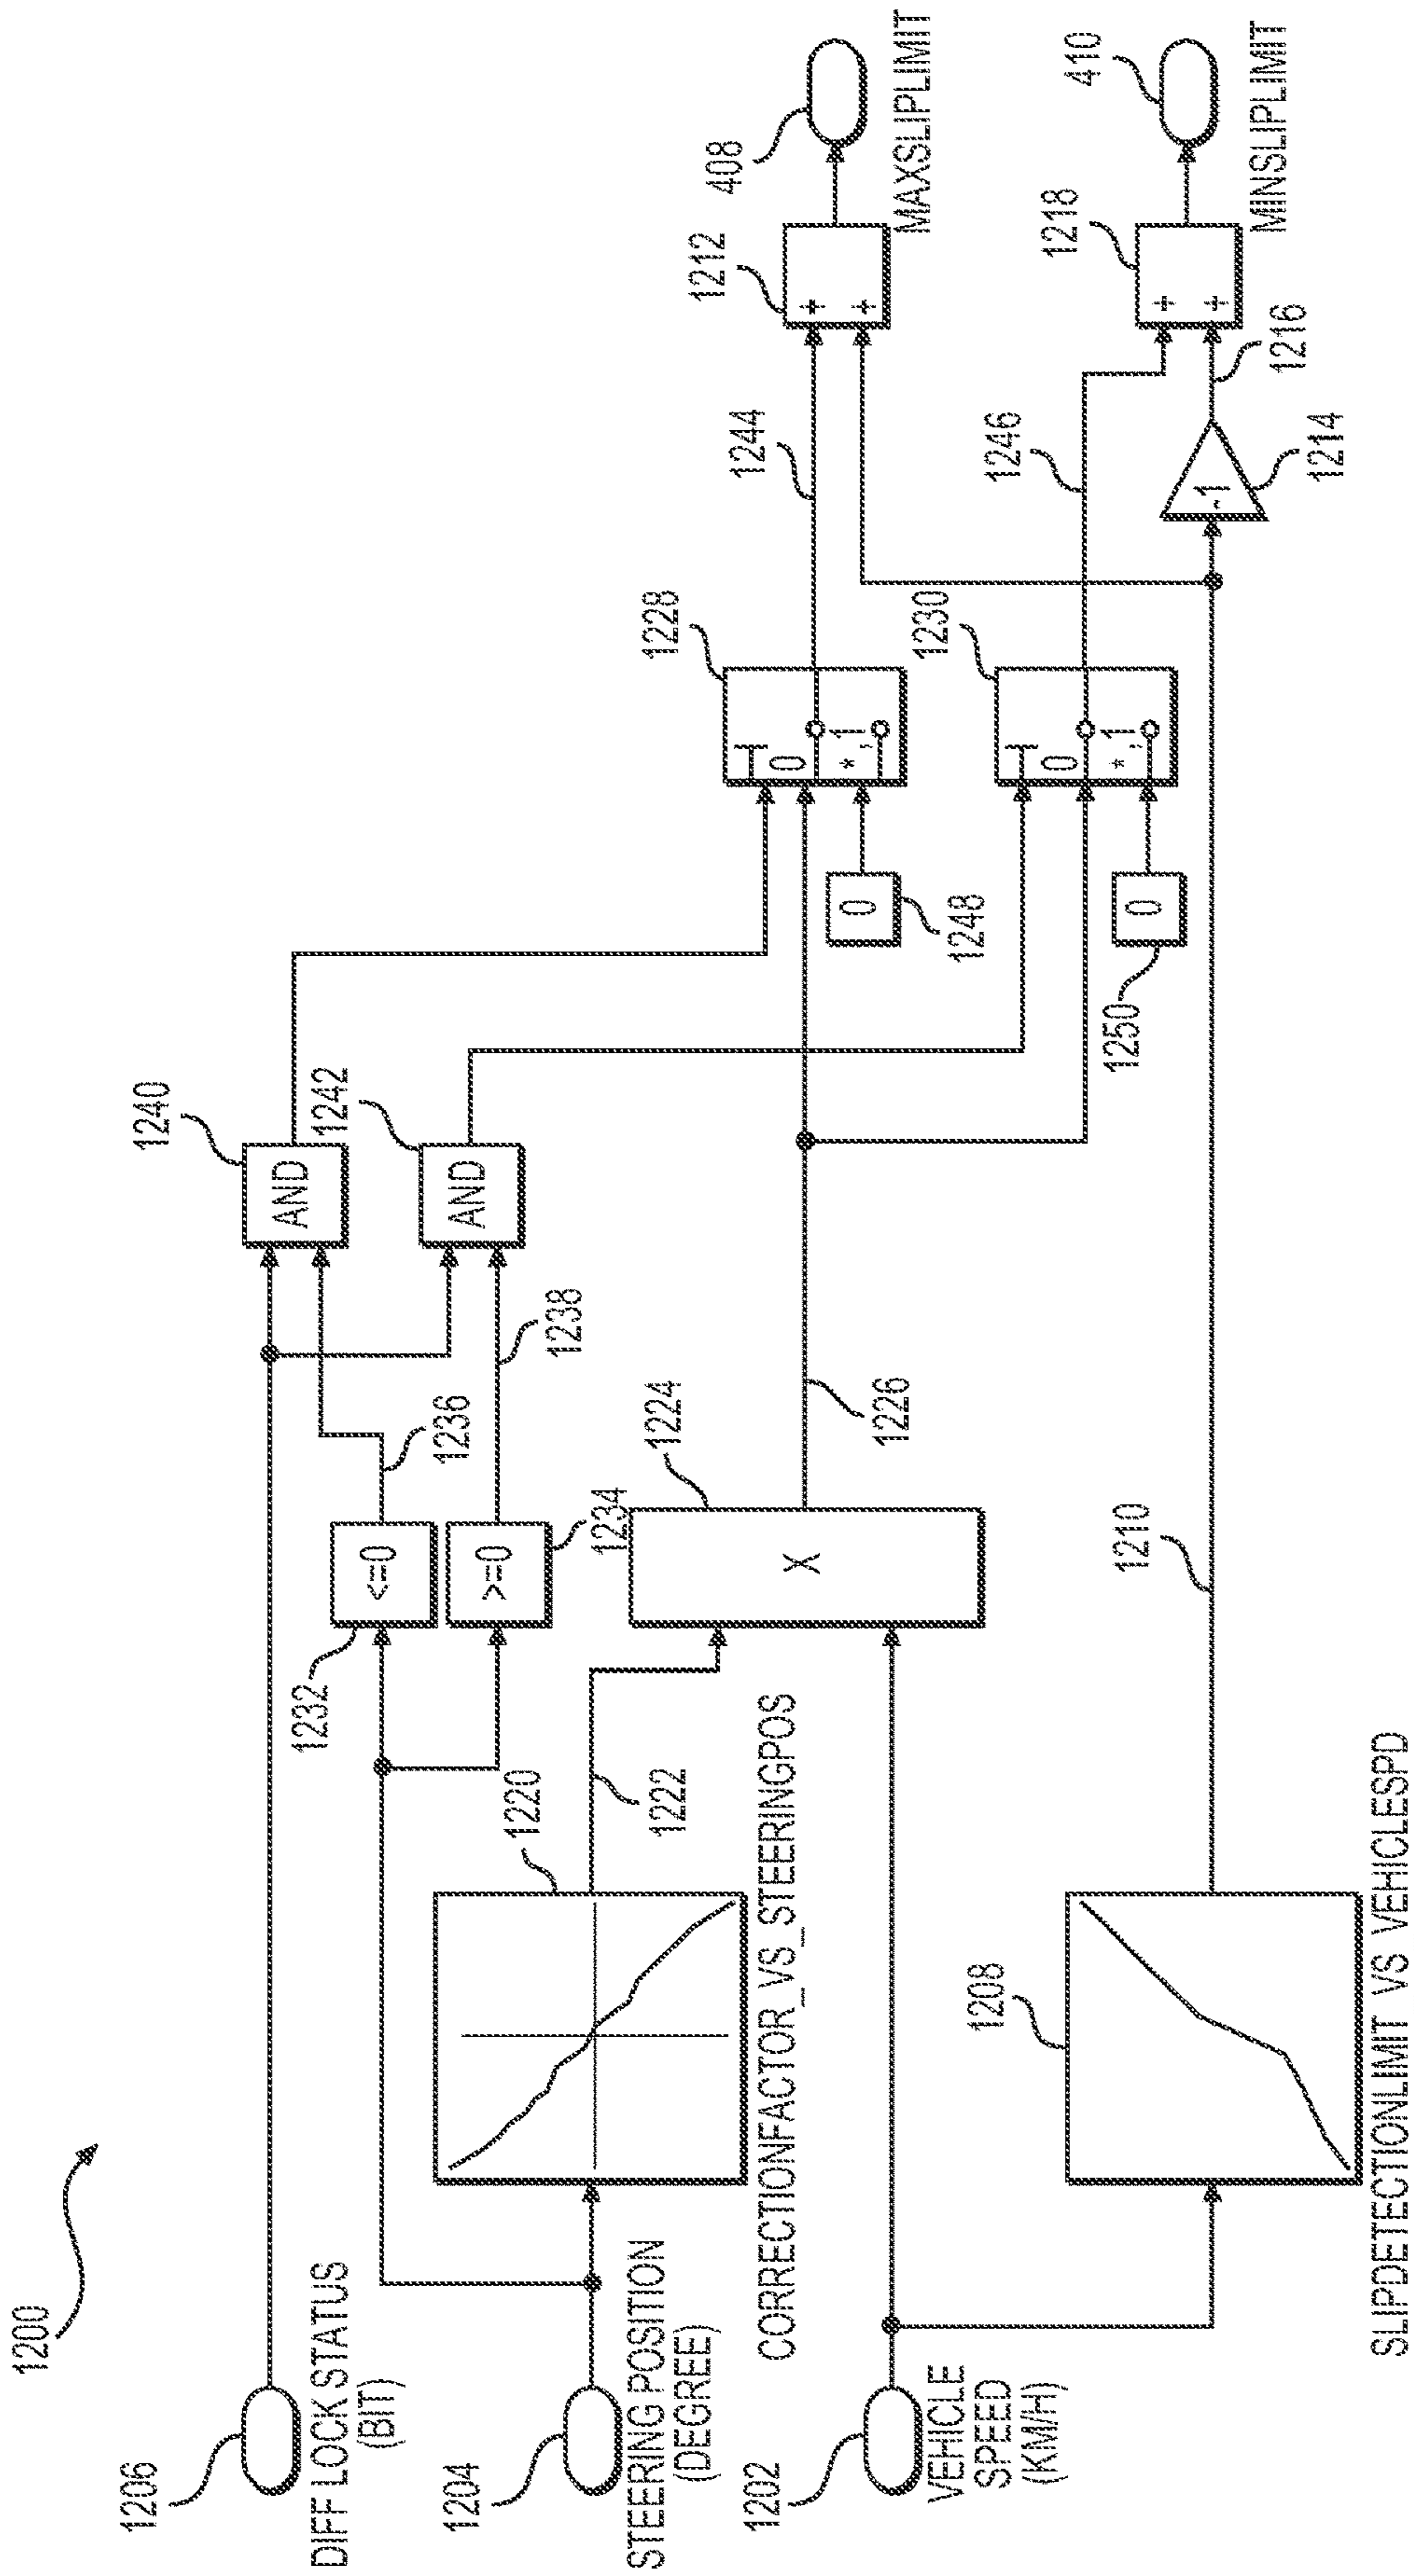 1200
1206
DIFF LOCK STATUS
(BIT)
1204
STEERING POSITION
(DEGREE)
1202
VEHICLE
SPEED
(KM/H)
1220
CORRECTIONFACTOR_VS_STEERINGPOS
1222
1208
SLIPDETECTIONLIMIT_VS_VEHICLESPD
1210
1232
<=0
>=0
1234
1236
1238
1224
X
1226
1240
AND
1242
AND
1228
T
0
*,1
0
1248
1230
T
0
*,1
0
1250
1244
1246
-1
1214
1216
1212
+
+
1218
+
+
408
MAXSLIPLIMIT
410
MINSLIPLIMIT